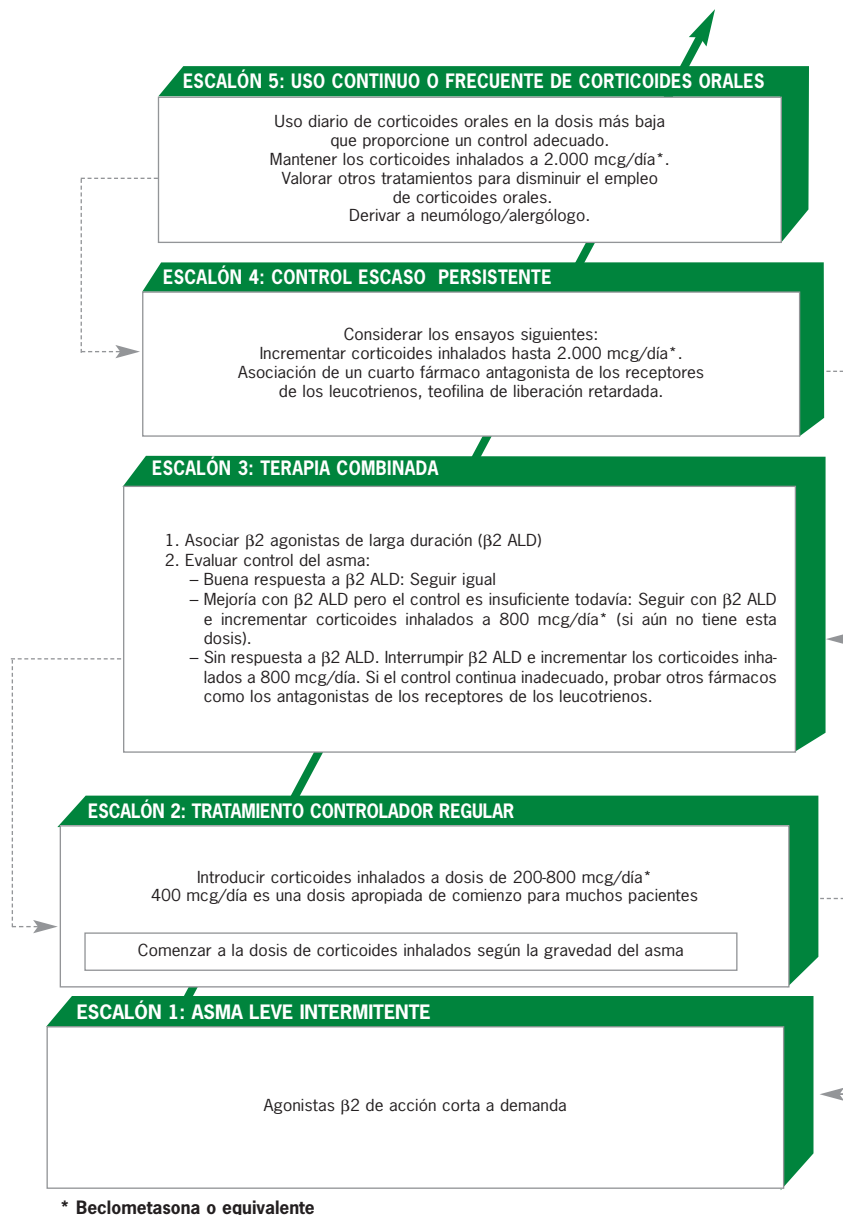 ESCALÓN 5: USO CONTINUO O FRECUENTE DE CORTICOIDES ORALES
Uso diario de corticoides orales en la dosis más baja
que proporcione un control adecuado.
Mantener los corticoides inhalados a 2.000 mcg/día*.
Valorar otros tratamientos para disminuir el empleo
de corticoides orales.
Derivar a neumólogo/alergólogo.
ESCALÓN 4: CONTROL ESCASO PERSISTENTE
Considerar los ensayos siguientes:
Incrementar corticoides inhalados hasta 2.000 mcg/día*.
Asociación de un cuarto fármaco antagonista de los receptores
de los leucotrienos, teofilina de liberación retardada.
ESCALÓN 3: TERAPIA COMBINADA
1. Asociar β2 agonistas de larga duración (β2 ALD)
2. Evaluar control del asma:
– Buena respuesta a β2 ALD: Seguir igual
– Mejoría con β2 ALD pero el control es insuficiente todavía: Seguir con β2 ALD
e incrementar corticoides inhalados a 800 mcg/día* (si aún no tiene esta
dosis).
– Sin respuesta a β2 ALD. Interrumpir β2 ALD e incrementar los corticoides inha-
lados a 800 mcg/día. Si el control continua inadecuado, probar otros fármacos
como los antagonistas de los receptores de los leucotrienos.
ESCALÓN 2: TRATAMIENTO CONTROLADOR REGULAR
Introducir corticoides inhalados a dosis de 200-800 mcg/día*
400 mcg/día es una dosis apropiada de comienzo para muchos pacientes
Comenzar a la dosis de corticoides inhalados según la gravedad del asma
ESCALÓN 1: ASMA LEVE INTERMITENTE
Agonistas β2 de acción corta a demanda
* Beclometasona o equivalente